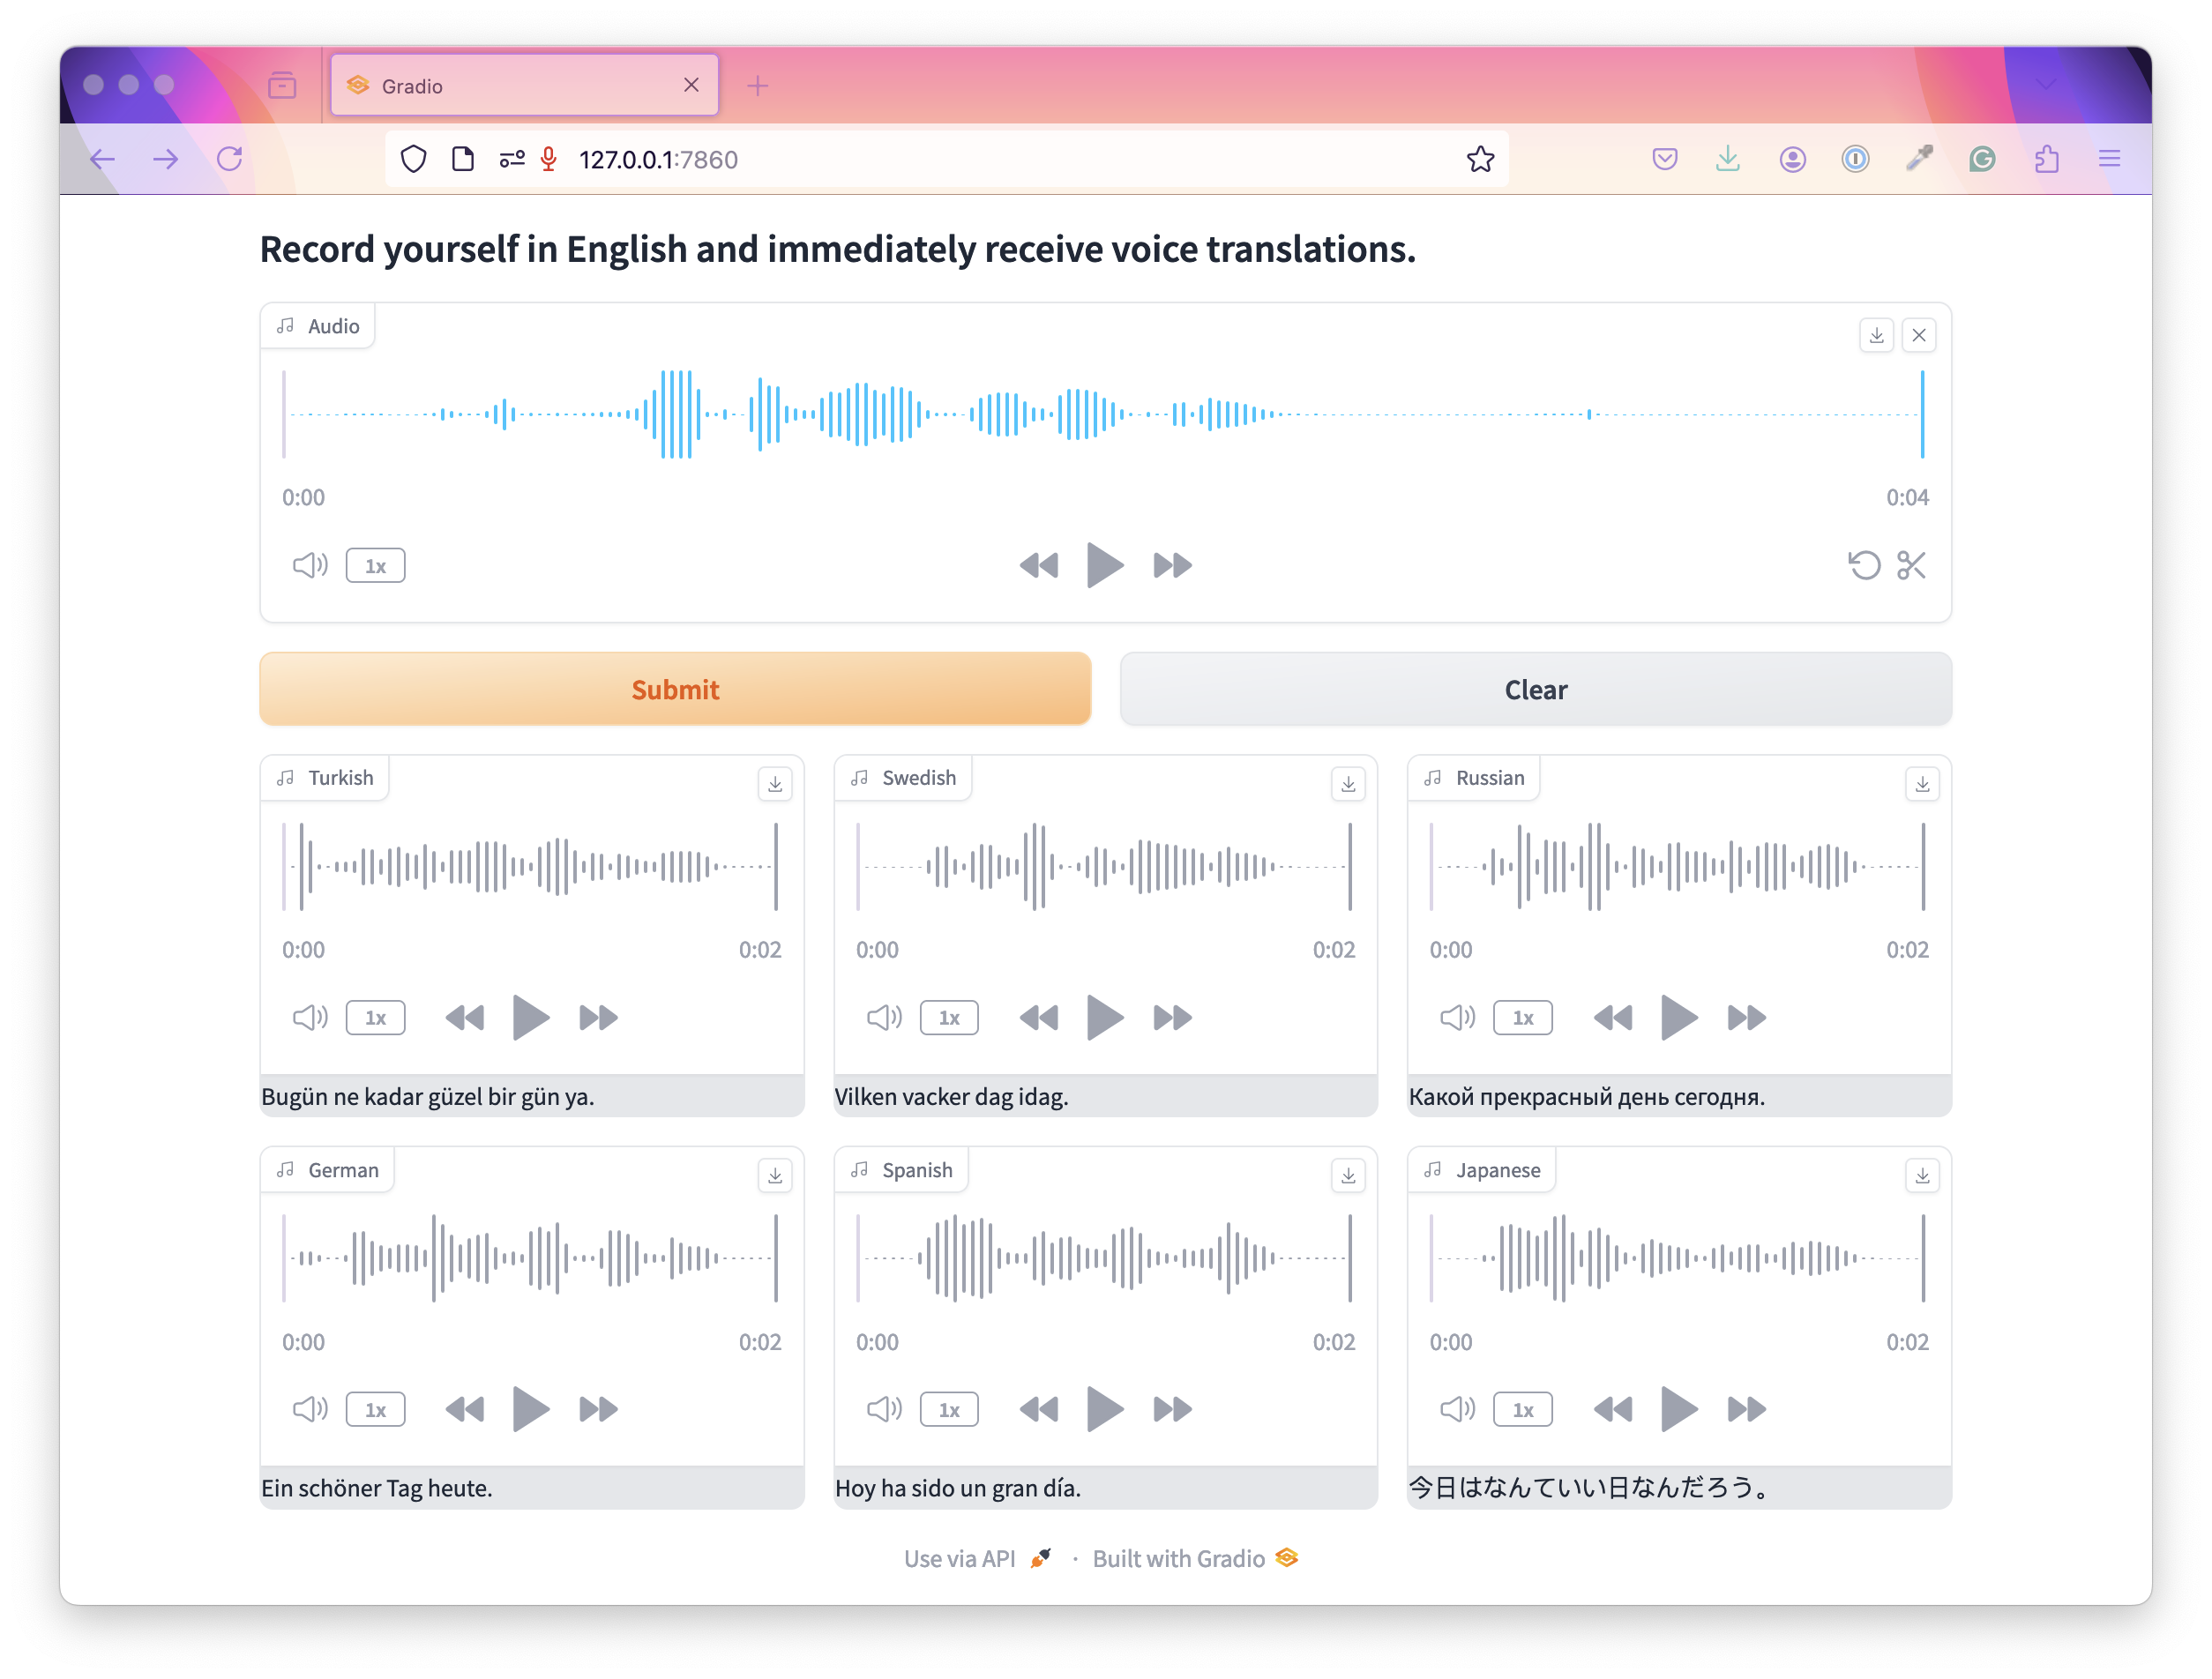 Gradio
127.0.0.1:7860
Record yourself in English and immediately receive voice translations.
Audio
0:00 0:04
1x
Submit Clear
Turkish Swedish Russian
0:00 0:02 0:00 0:02 0:00 0:02
1x 1x 1x
Bugün ne kadar güzel bir gün ya. Vilken vacker dag idag. Какой прекрасный день сегодня.
German Spanish Japanese
0:00 0:02 0:00 0:02 0:00 0:02
1x 1x 1x
Ein schöner Tag heute. Hoy ha sido un gran día. 今日はなんていい日なんだろう。
Use via API · Built with Gradio